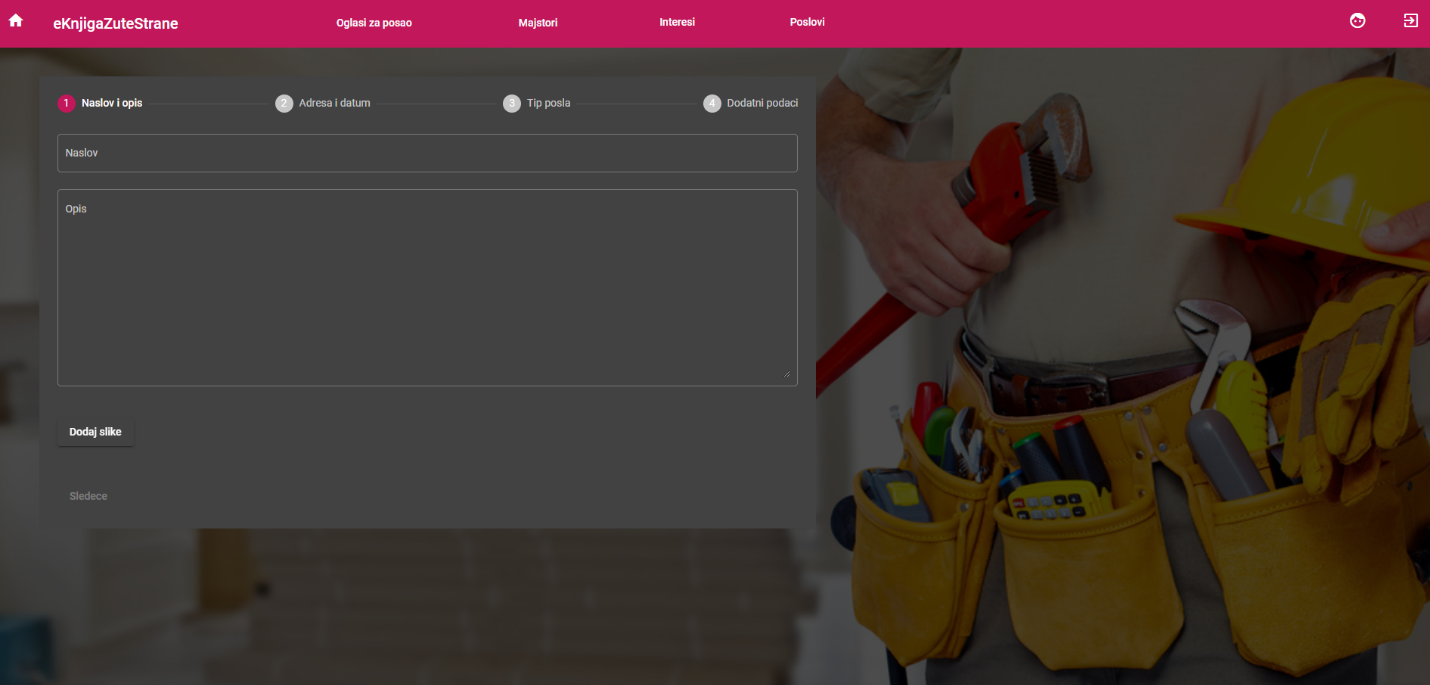 eKnjigaZuteStrane Oglasi za posao Majstori Interesi Poslovi
1 Naslov i opis 2 Adresa i datum 3 Tip posla 4 Dodatni podaci
Naslov
Opis
Dodaj slike
Sledece